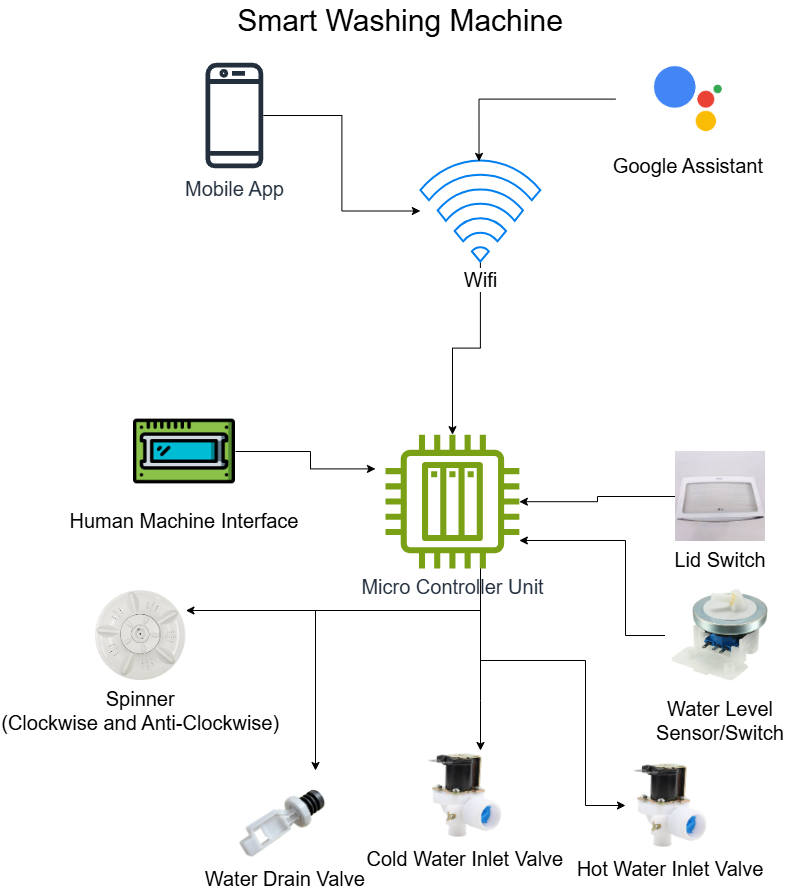 Smart Washing Machine
Mobile App
Google Assistant
Wifi
Human Machine Interface
Lid Switch
Micro Controller Unit
Spinner
(Clockwise and Anti-Clockwise)
Water Level
Sensor/Switch
Water Drain Valve
Cold Water Inlet Valve
Hot Water Inlet Valve